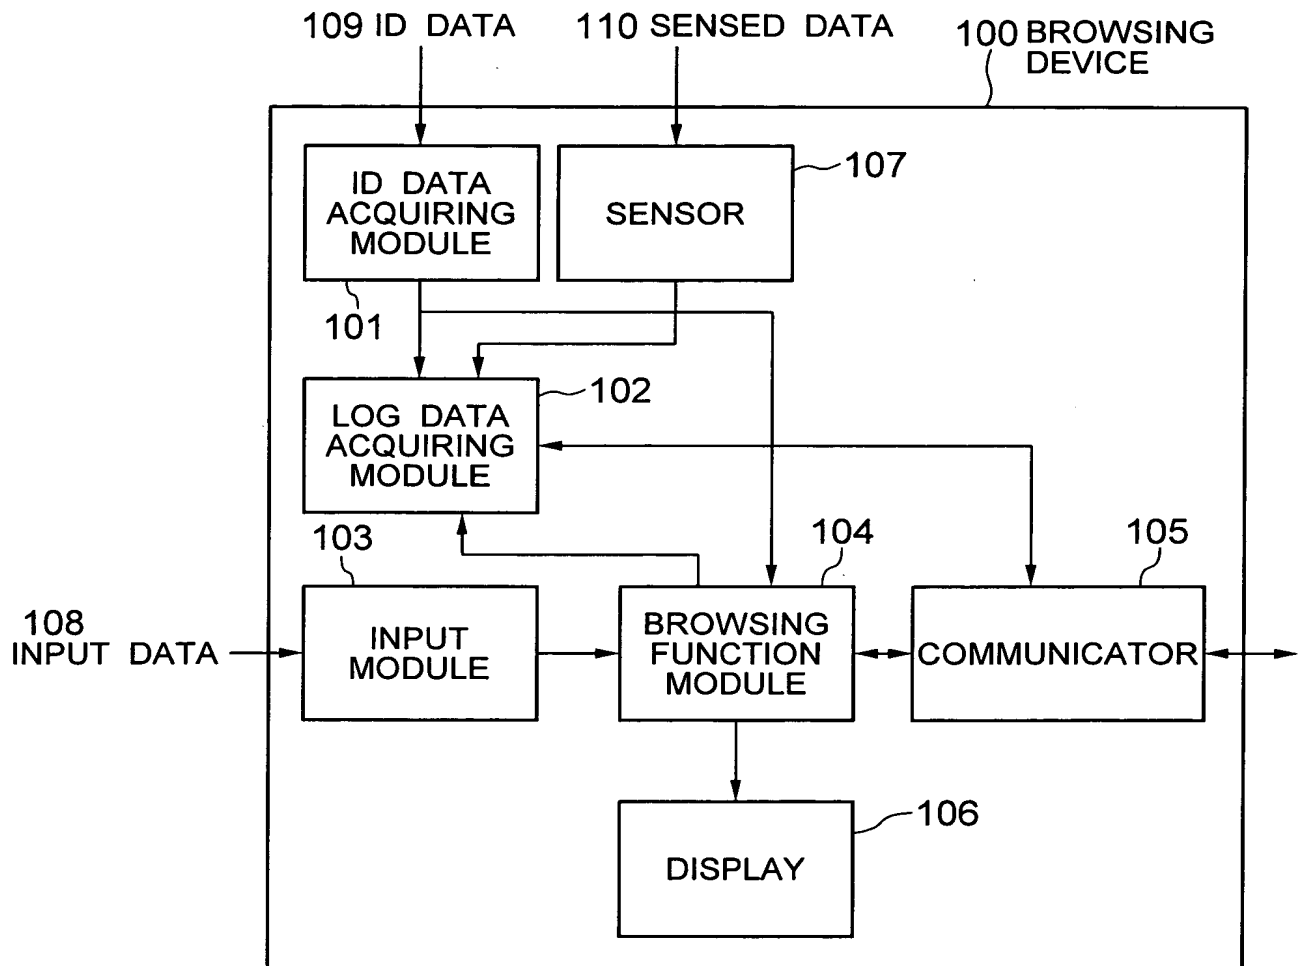 109 ID DATA
110 SENSED DATA
100 BROWSING
DEVICE
107
ID DATA
ACQUIRING
MODULE
SENSOR
101
102
LOG DATA
ACQUIRING
MODULE
103
104
105
108
INPUT DATA
INPUT
MODULE
BROWSING
FUNCTION
MODULE
COMMUNICATOR
106
DISPLAY